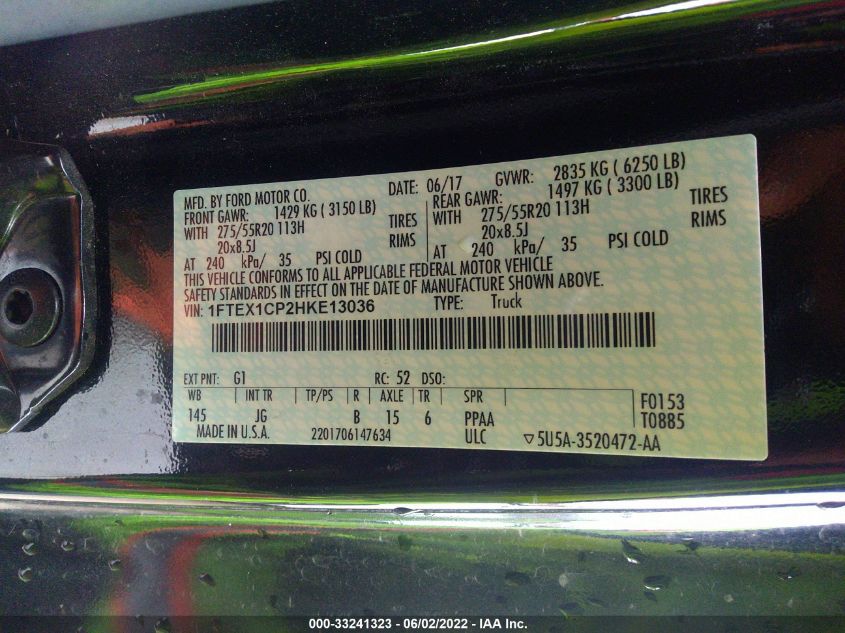 MFD. BY FORD MOTOR CO. DATE: 06/17 GVWR: 2835 KG ( 6250 LB)
FRONT GAWR: 1429 KG ( 3150 LB) REAR GAWR: 1497 KG ( 3300 LB)
WITH 275/55R20 113H TIRES WITH 275/55R20 113H TIRES
20x8.5J RIMS 20x8.5J RIMS
AT 240 kPa/ 35 PSI COLD AT 240 kPa/ 35 PSI COLD
THIS VEHICLE CONFORMS TO ALL APPLICABLE FEDERAL MOTOR VEHICLE
SAFETY STANDARDS IN EFFECT ON THE DATE OF MANUFACTURE SHOWN ABOVE.
VIN: 1FTEX1CP2HKE13036 TYPE: Truck
EXT PNT: G1 RC: 52 DSO:
WB INT TR TP/PS R AXLE TR SPR F0153
145 JG B 15 6 PPAA T0885
MADE IN U.S.A. 2201706147634 ULC ▽5U5A-3520472-AA
000-33241323 - 06/02/2022 - IAA Inc.